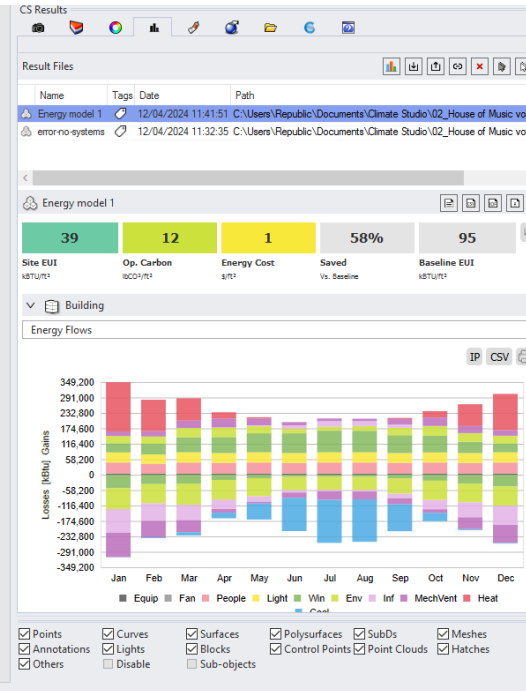 CS Results
Result Files
Name Tags Date Path
Energy model 1 12/04/2024 11:41:51 C:\Users\Republic\Documents\Climate Studio\02_House of Music vo
error-no-systems 12/04/2024 11:32:35 C:\Users\Republic\Documents\Climate Studio\02_House of Music vo
Energy model 1
39 12 1 58% 95
Site EUI Op. Carbon Energy Cost Saved Baseline EUI
kBTU/ft² lbCO²/ft² $/ft² Vs. Baseline kBTU/ft²
Building
Energy Flows
IP CSV
Losses [kBtu] Gains
349,200
291,000
232,800
174,600
116,400
58,200
0
-58,200
-116,400
-174,600
-232,800
-291,000
-349,200
Jan Feb Mar Apr May Jun Jul Aug Sep Oct Nov Dec
Equip Fan People Light Win Env Inf MechVent Heat
Cool
Points Curves Surfaces Polysurfaces SubDs Meshes
Annotations Lights Blocks Control Points Point Clouds Hatches
Others Disable Sub-objects